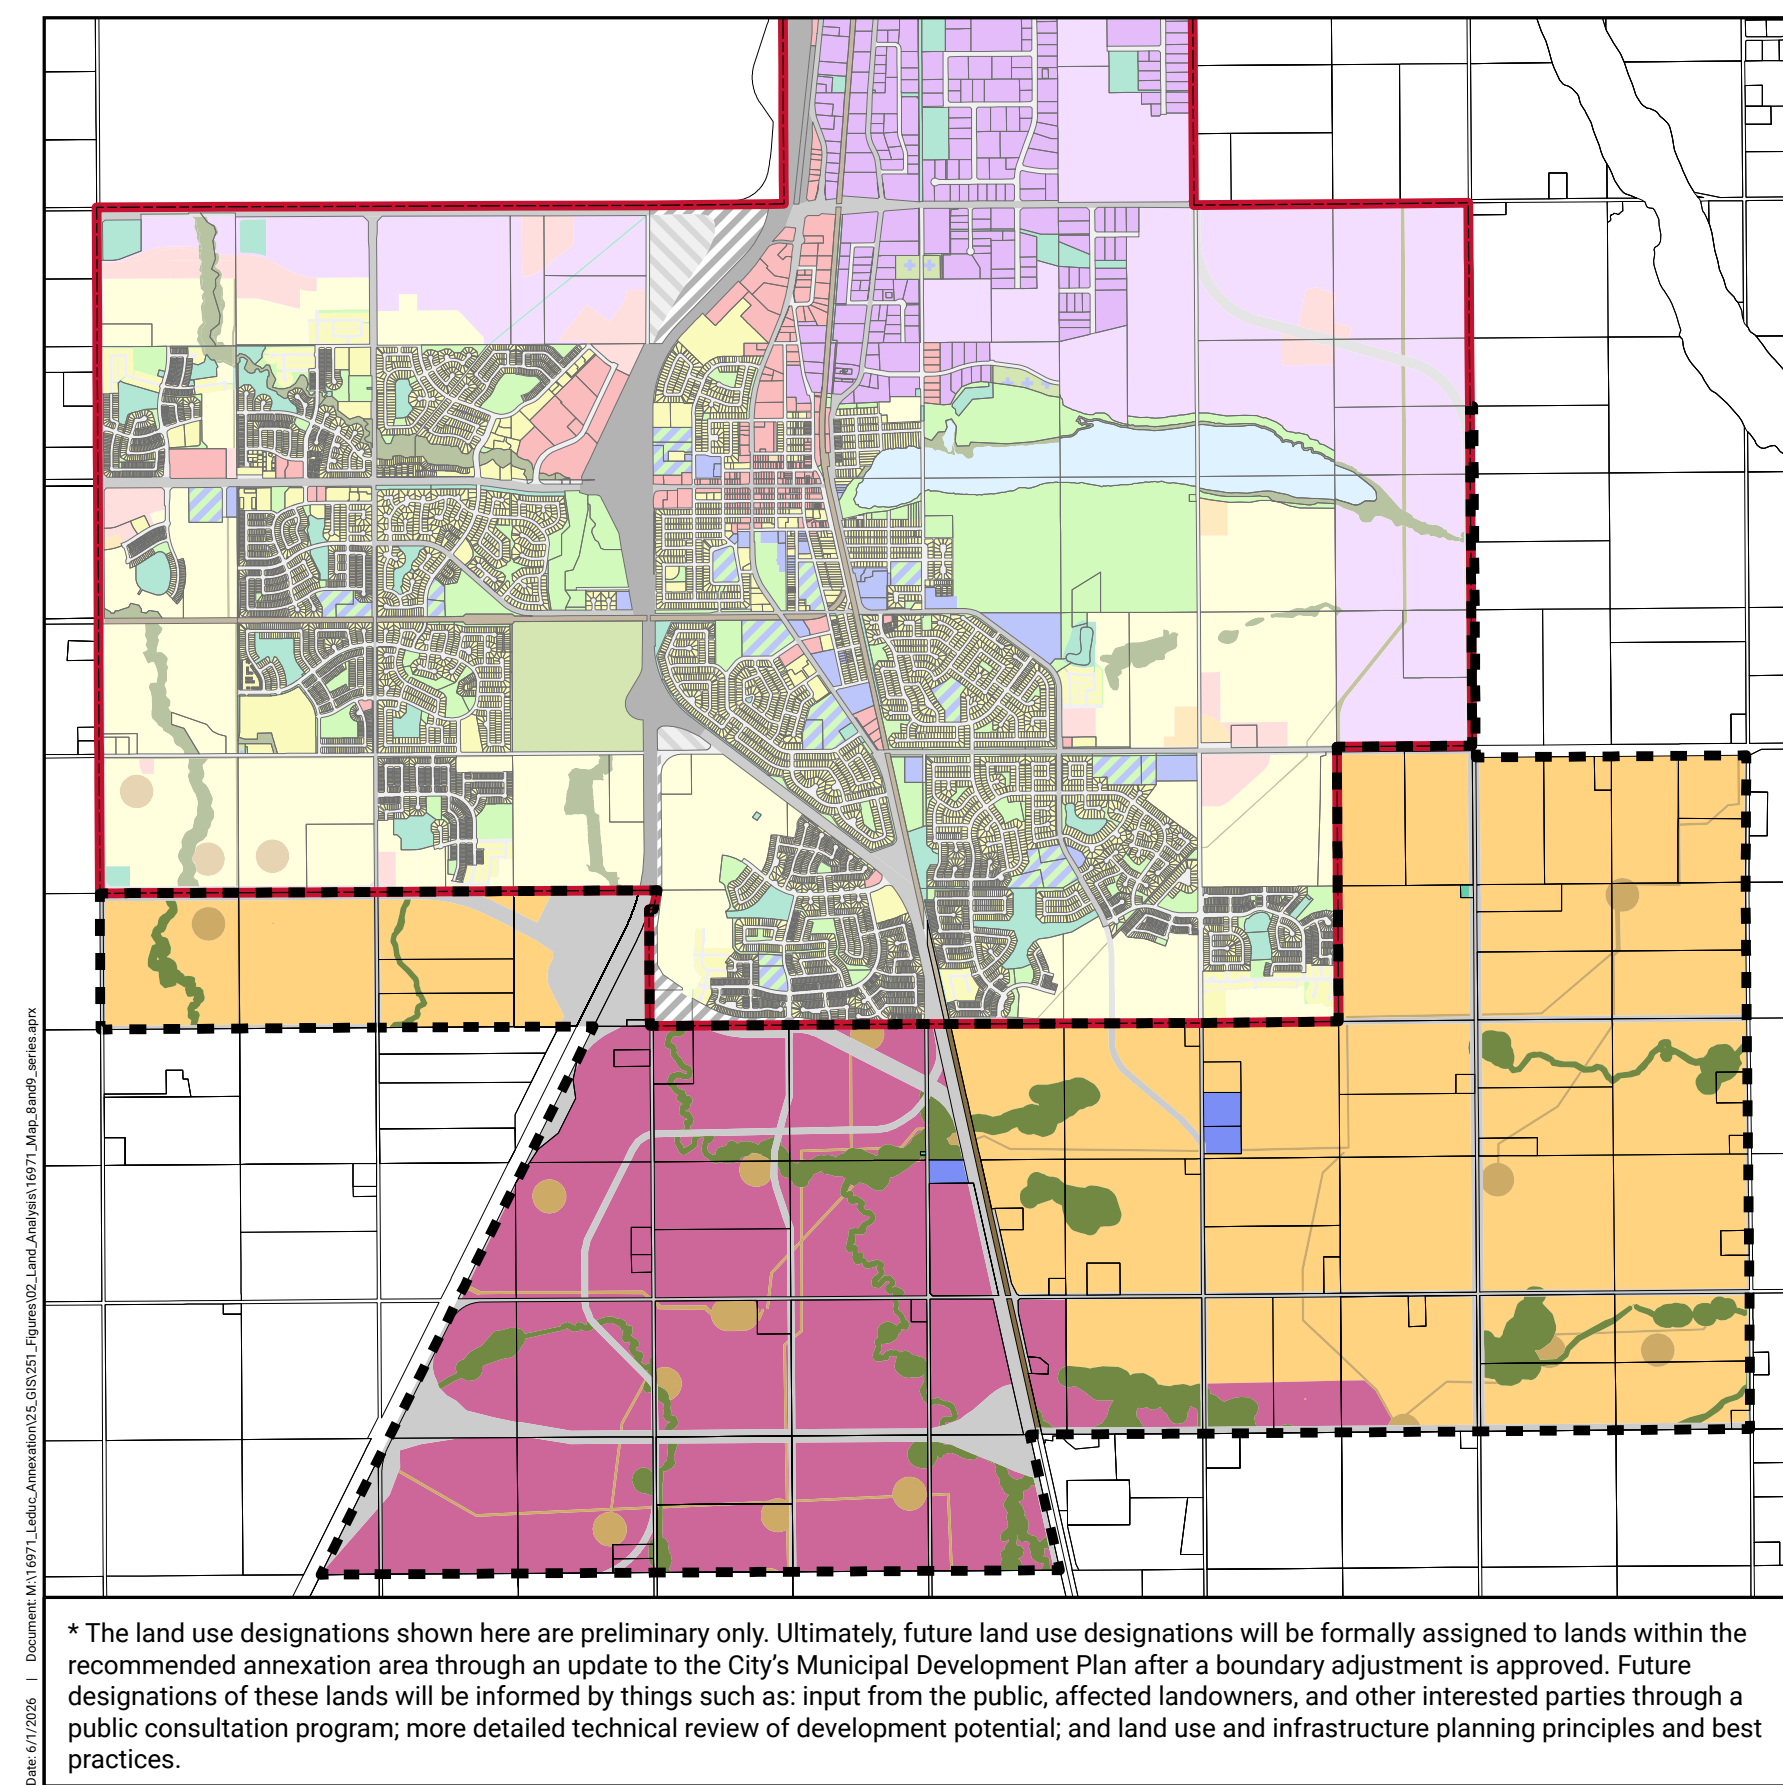 * The land use designations shown here are preliminary only. Ultimately, future land use designations will be formally assigned to lands within the
recommended annexation area through an update to the City’s Municipal Development Plan after a boundary adjustment is approved. Future
designations of these lands will be informed by things such as: input from the public, affected landowners, and other interested parties through a
public consultation program; more detailed technical review of development potential; and land use and infrastructure planning principles and best
practices.
Date: 6/1/2026 | Document: M:\16971_Leduc_Annexation\25_GIS\251_Figures\02_Land_Analysis\16971_Map_8and9_series.aprx